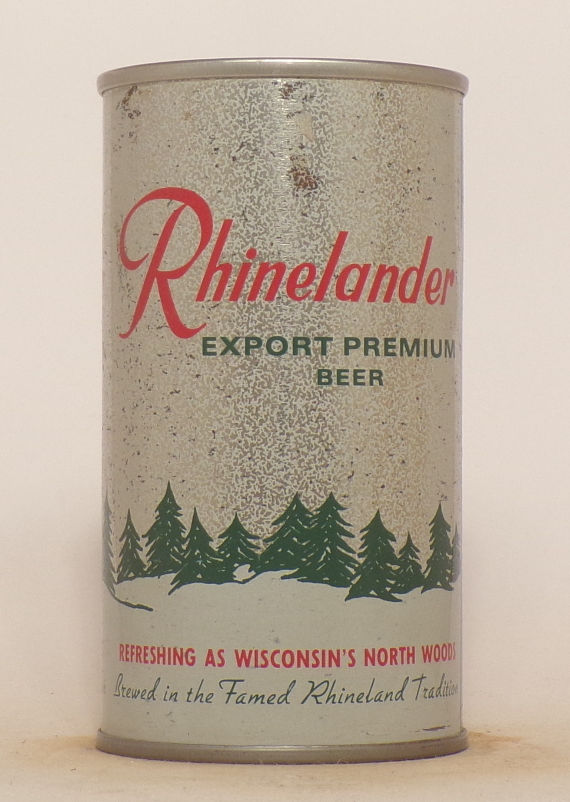 Rhinelander
EXPORT PREMIUM
BEER
REFRESHING AS WISCONSIN'S NORTH WOODS
Brewed in the Famed Rhineland Tradition